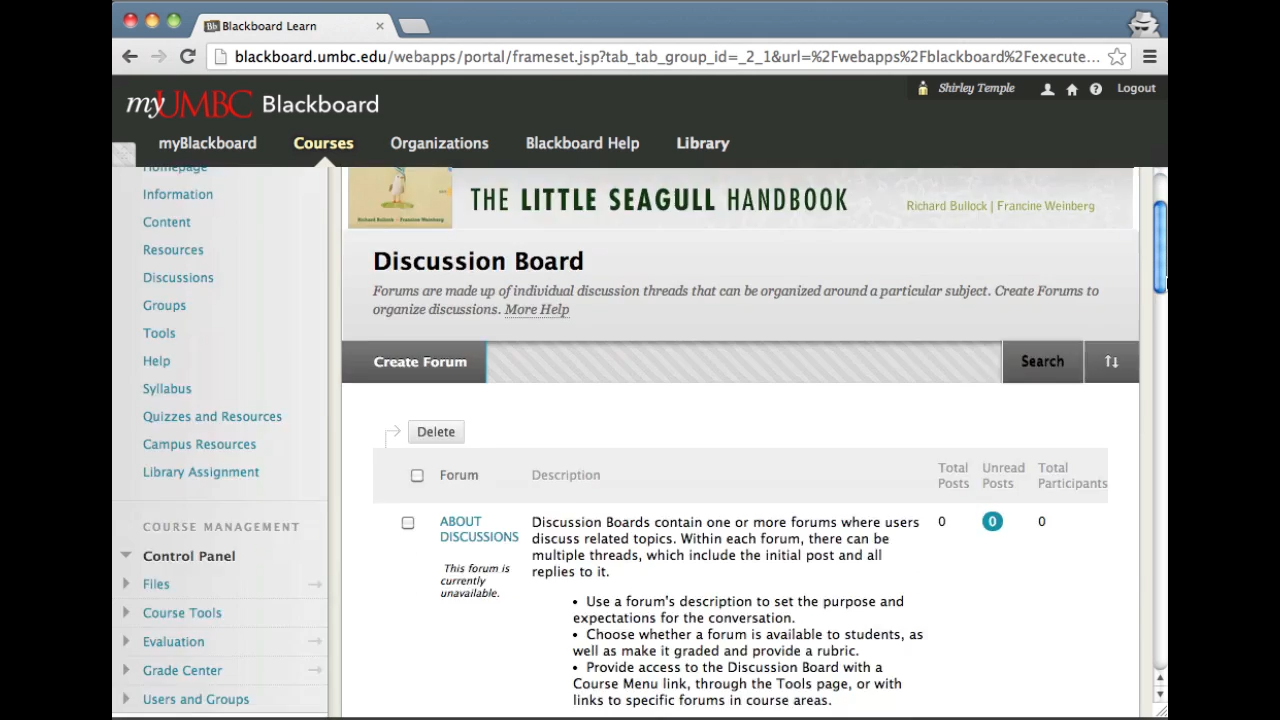 Blackboard Learn
blackboard.umbc.edu/webapps/portal/frameset.jsp?tab_tab_group_id=_2_1&url=%2Fwebapps%2Fblackboard%2Fexecute...
Shirley Temple
Logout
myUMBC Blackboard
myBlackboard
Courses
Organizations
Blackboard Help
Library
Homepage
Information
Content
Resources
Discussions
Groups
Tools
Help
Syllabus
Quizzes and Resources
Campus Resources
Library Assignment
COURSE MANAGEMENT
Control Panel
Files
Course Tools
Evaluation
Grade Center
Users and Groups
Richard Bullock • Francine Weinberg
THE LITTLE SEAGULL HANDBOOK
Richard Bullock | Francine Weinberg
Discussion Board
Forums are made up of individual discussion threads that can be organized around a particular subject. Create Forums to
organize discussions. More Help
Create Forum
Search
Delete
Forum
Description
Total
Posts
Unread
Posts
Total
Participants
ABOUT
DISCUSSIONS
This forum is
currently
unavailable.
Discussion Boards contain one or more forums where users
discuss related topics. Within each forum, there can be
multiple threads, which include the initial post and all
replies to it.
• Use a forum's description to set the purpose and
expectations for the conversation.
• Choose whether a forum is available to students, as
well as make it graded and provide a rubric.
• Provide access to the Discussion Board with a
Course Menu link, through the Tools page, or with
links to specific forums in course areas.
0
0
0